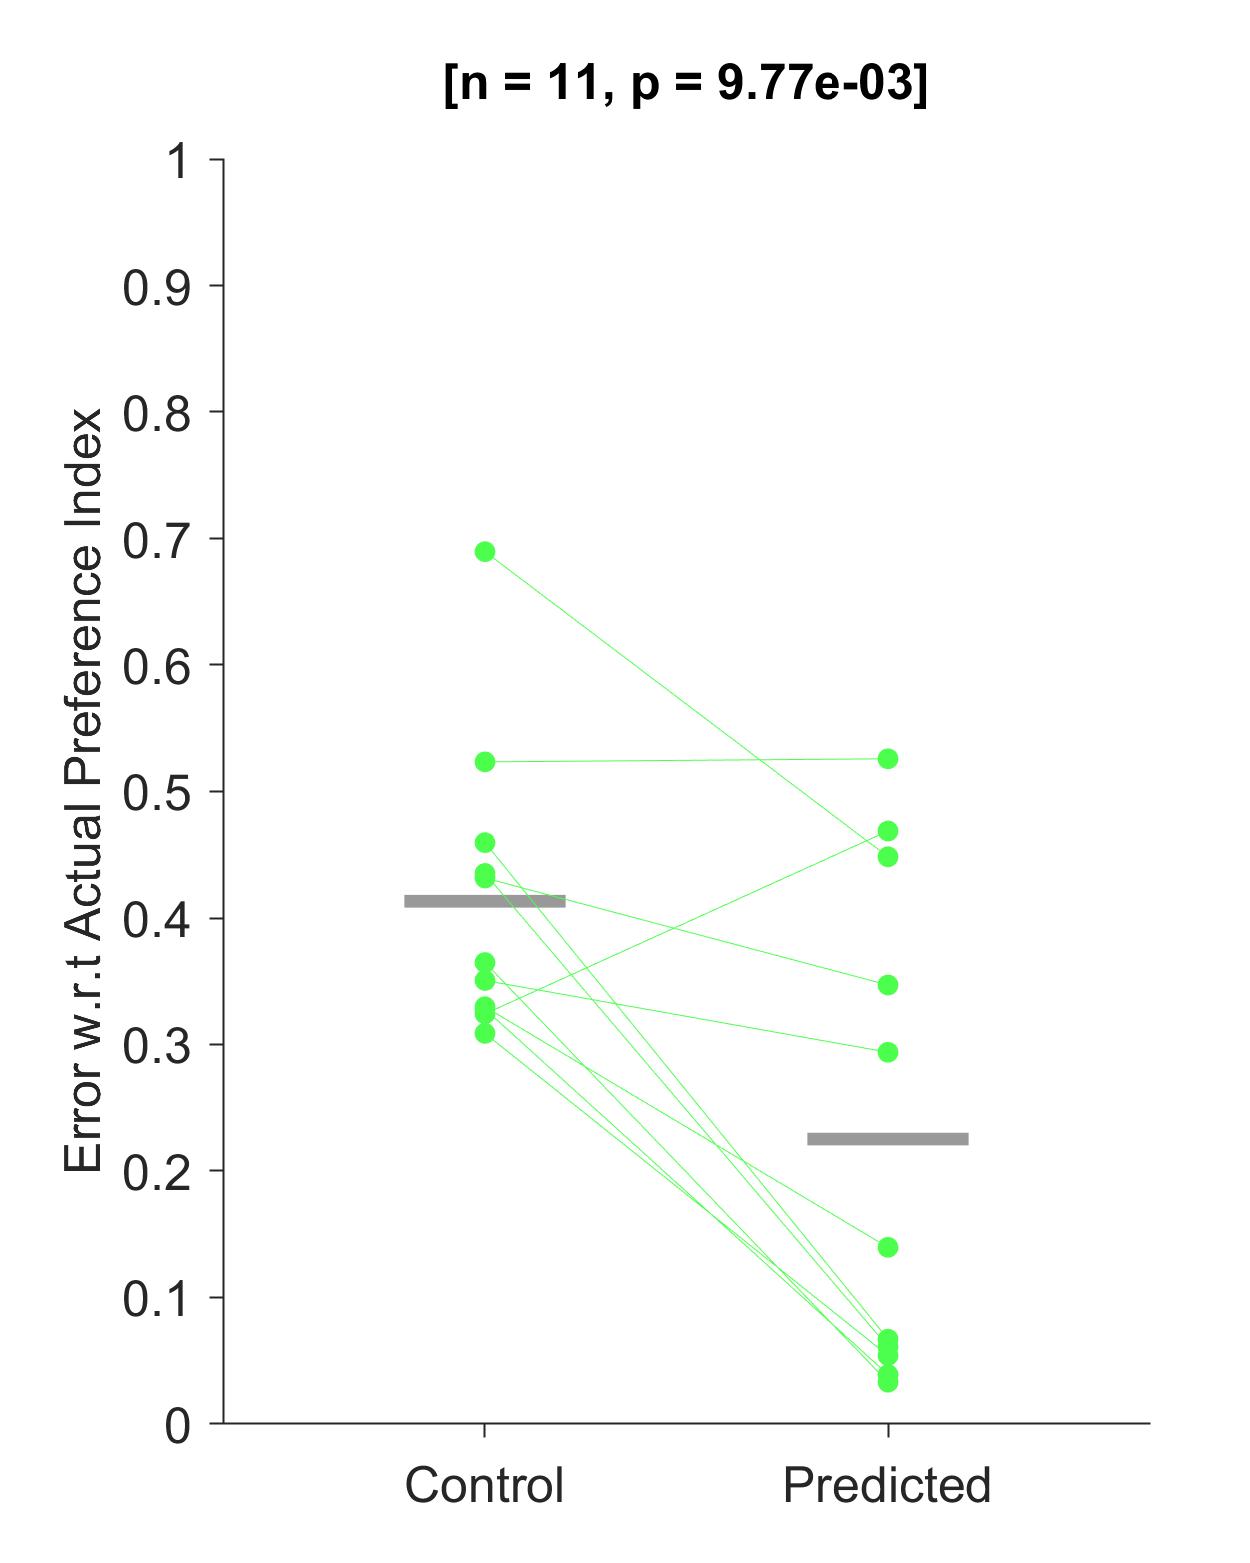 [n = 11, p = 9.77e-03]
Error w.r.t Actual Preference Index
1
0.9
0.8
0.7
0.6
0.5
0.4
0.3
0.2
0.1
0
Control
Predicted